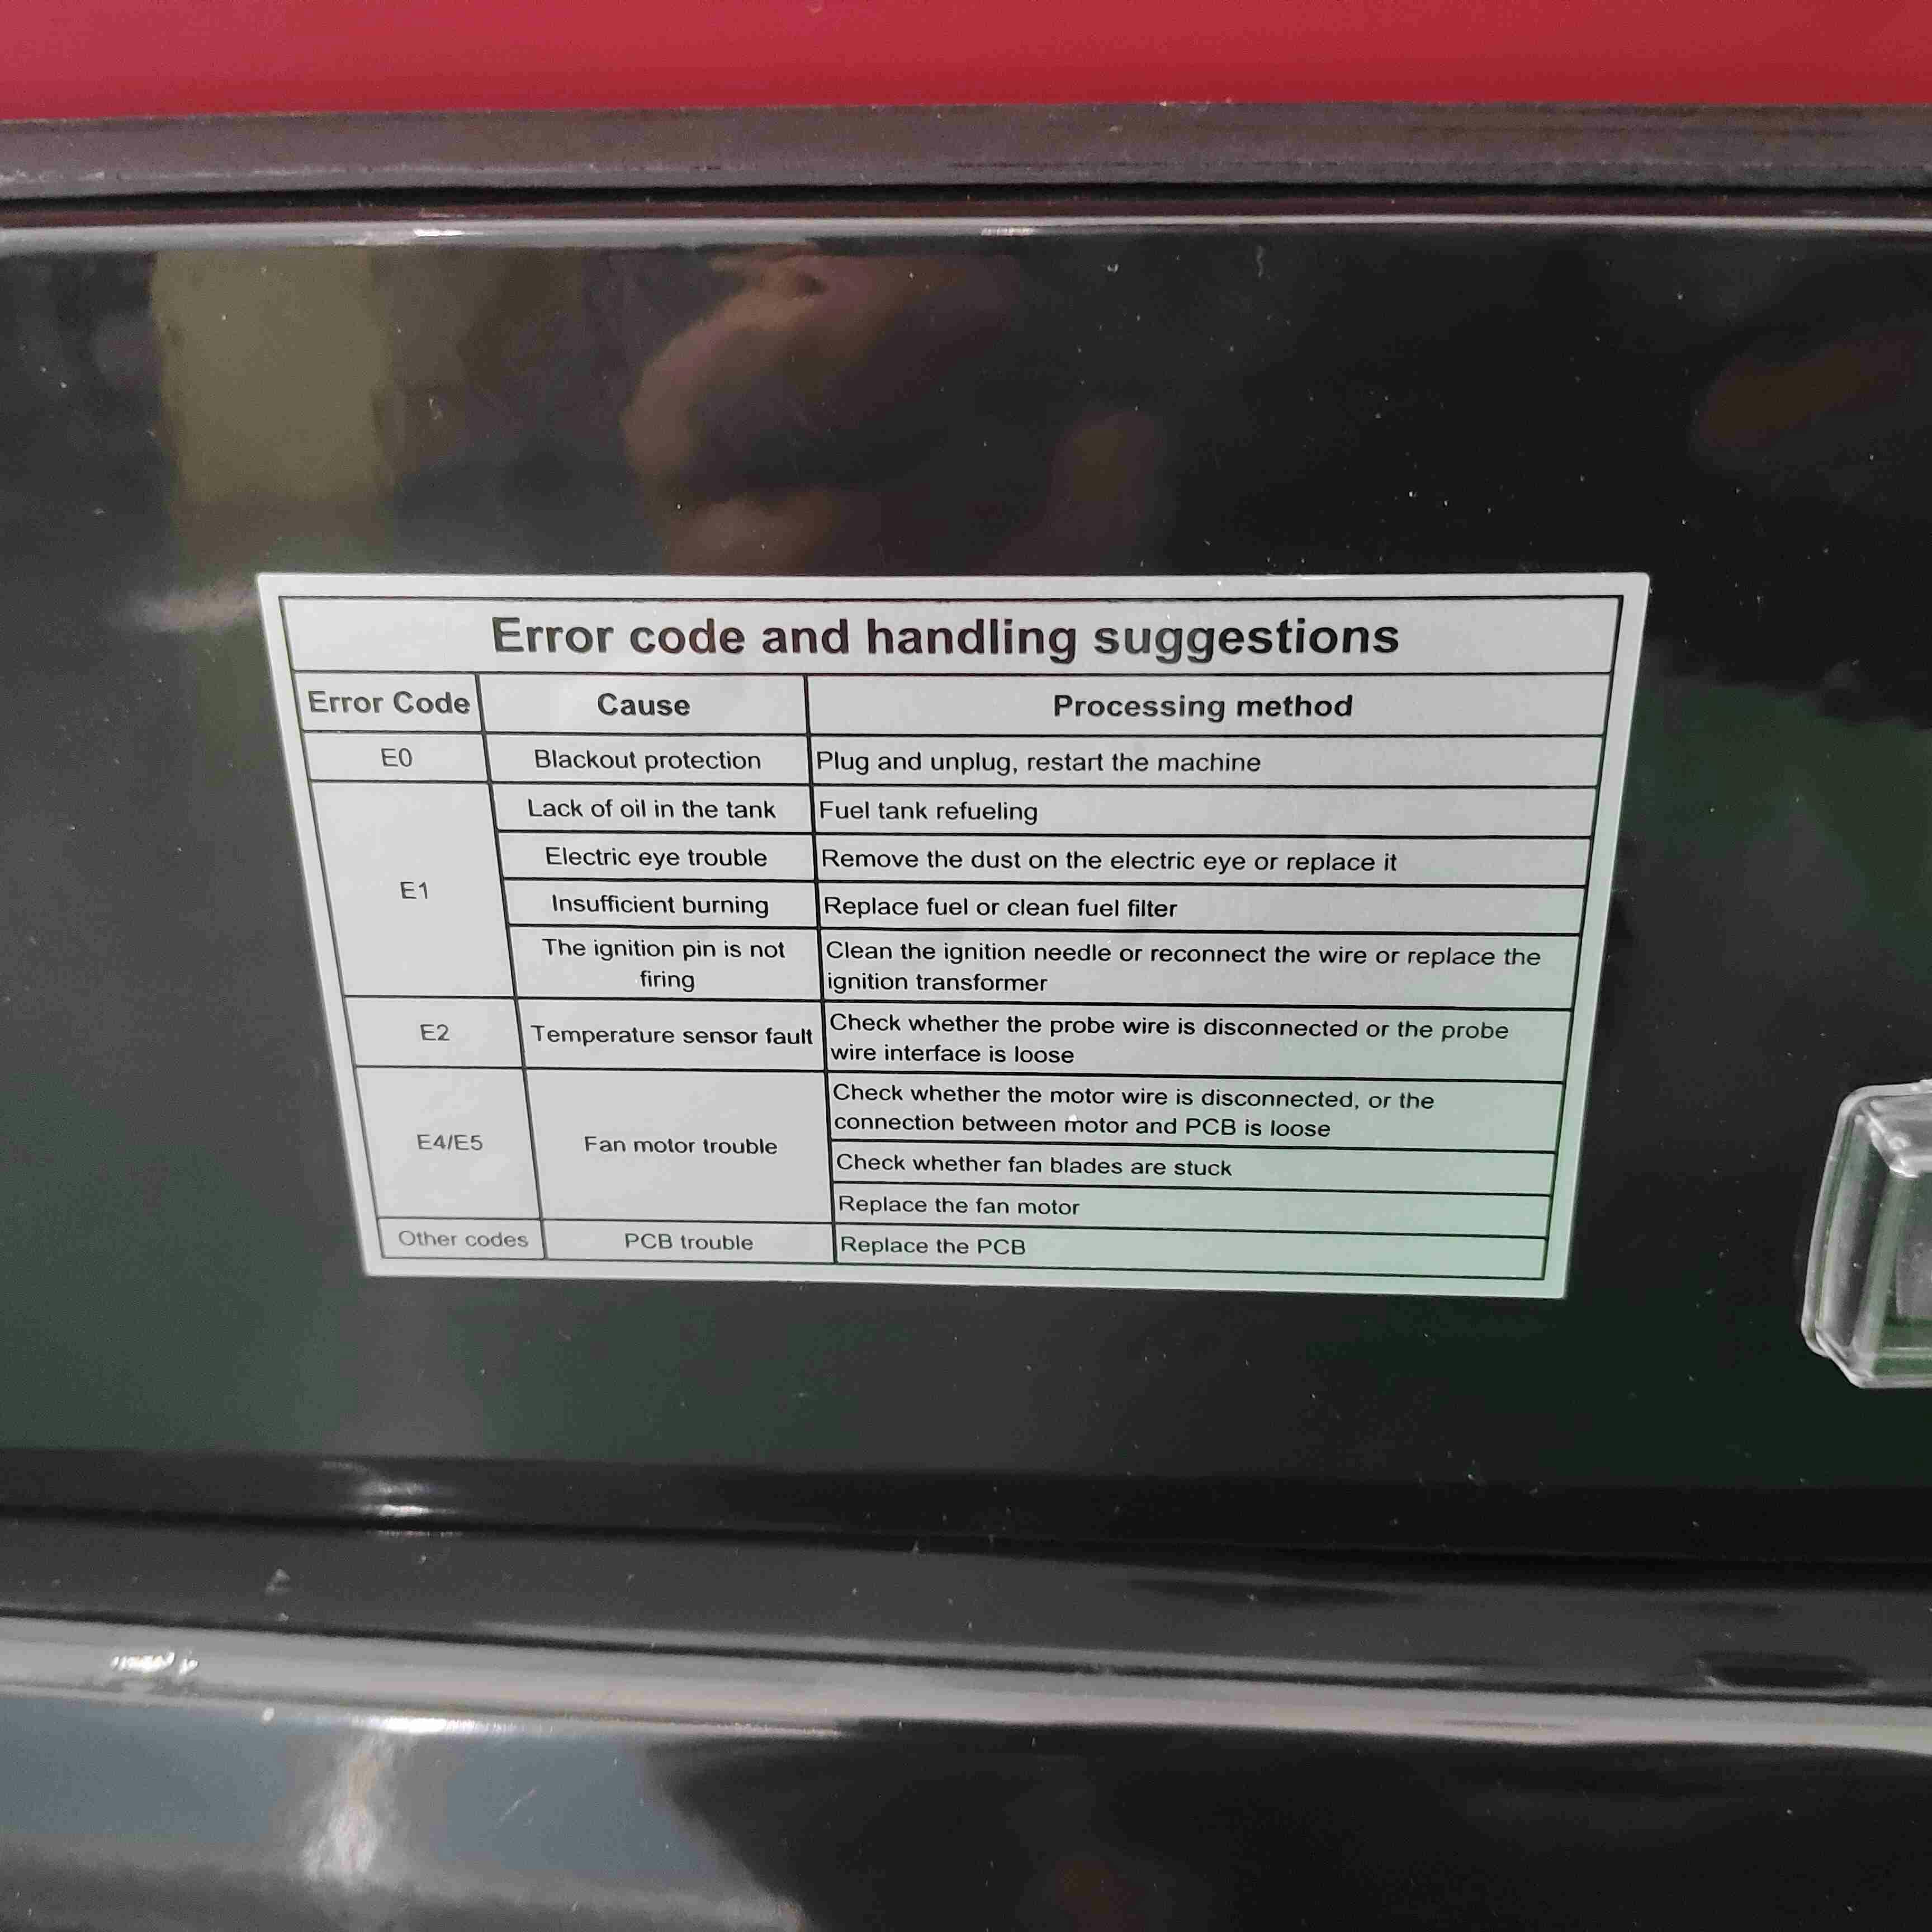 Error code and handling suggestions
Error Code Cause Processing method
E0 Blackout protection Plug and unplug, restart the machine
E1
Lack of oil in the tank Fuel tank refueling
Electric eye trouble Remove the dust on the electric eye or replace it
Insufficient burning Replace fuel or clean fuel filter
The ignition pin is not
firing
Clean the ignition needle or reconnect the wire or replace the
ignition transformer
E2 Temperature sensor fault
Check whether the probe wire is disconnected or the probe
wire interface is loose
E4/E5 Fan motor trouble
Check whether the motor wire is disconnected, or the
connection between motor and PCB is loose
Check whether fan blades are stuck
Replace the fan motor
Other codes PCB trouble Replace the PCB